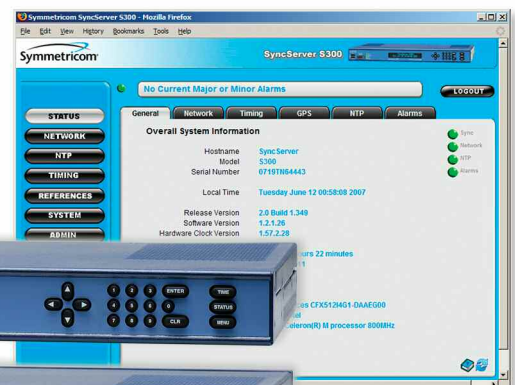 Symmetricom SyncServer S300 - Mozilla Firefox
File Edit View History Bookmarks Tools Help
Symmetricom
SyncServer S300
No Current Major or Minor Alarms
LOGOUT
General Network Timing GPS NTP Alarms
STATUS
NETWORK
NTP
TIMING
REFERENCES
SYSTEM
ADMIN
Overall System Information
Hostname SyncServer
Model S300
Serial Number 0719TN64443
Local Time Tuesday June 12 00:58:08 2007
Release Version 2.0 Build 1.349
Software Version 1.2.1.26
Hardware Clock Version 1.57.2.28
Sync
Network
NTP
Alarms
urs 22 minutes
es CFX512I4G1-DAAEG00
eleron(R) M processor 800MHz
1 2 3 ENTER
4 5 6 0
7 8 9 CLR
TIME
STATUS
MENU